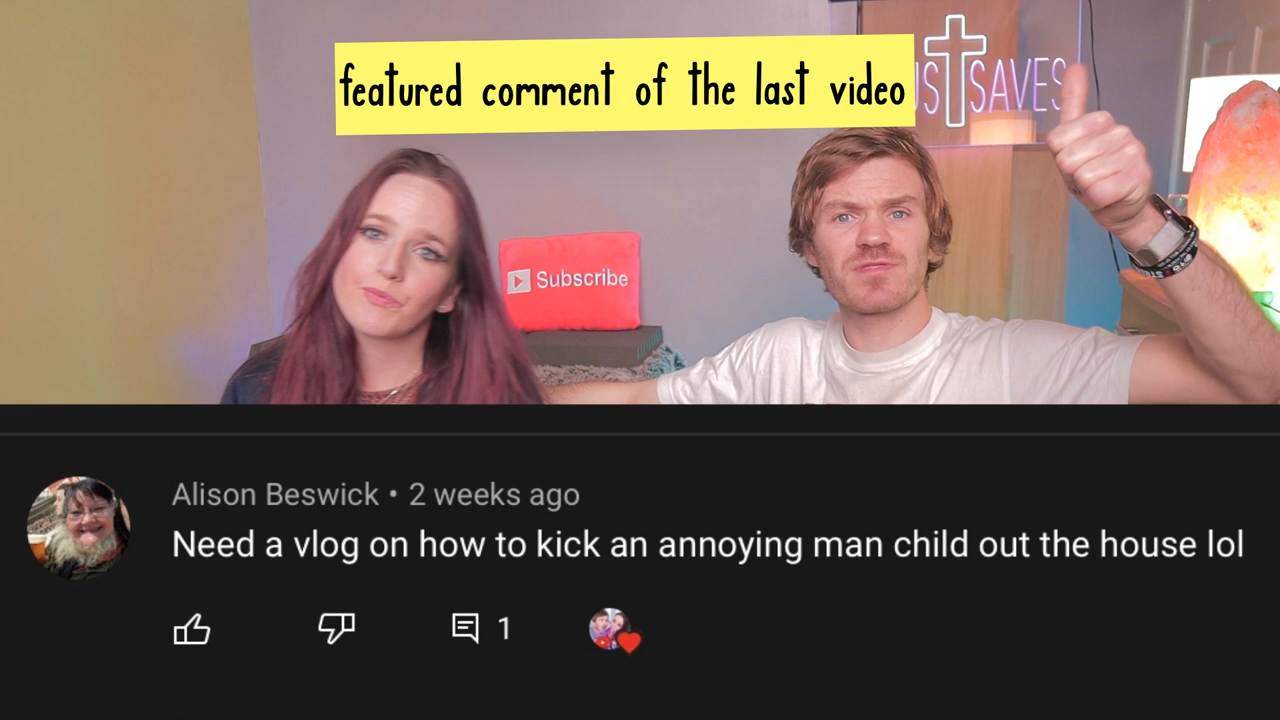 featured comment of the last video
SAVES
Subscribe
Alison Beswick • 2 weeks ago
Need a vlog on how to kick an annoying man child out the house lol
1